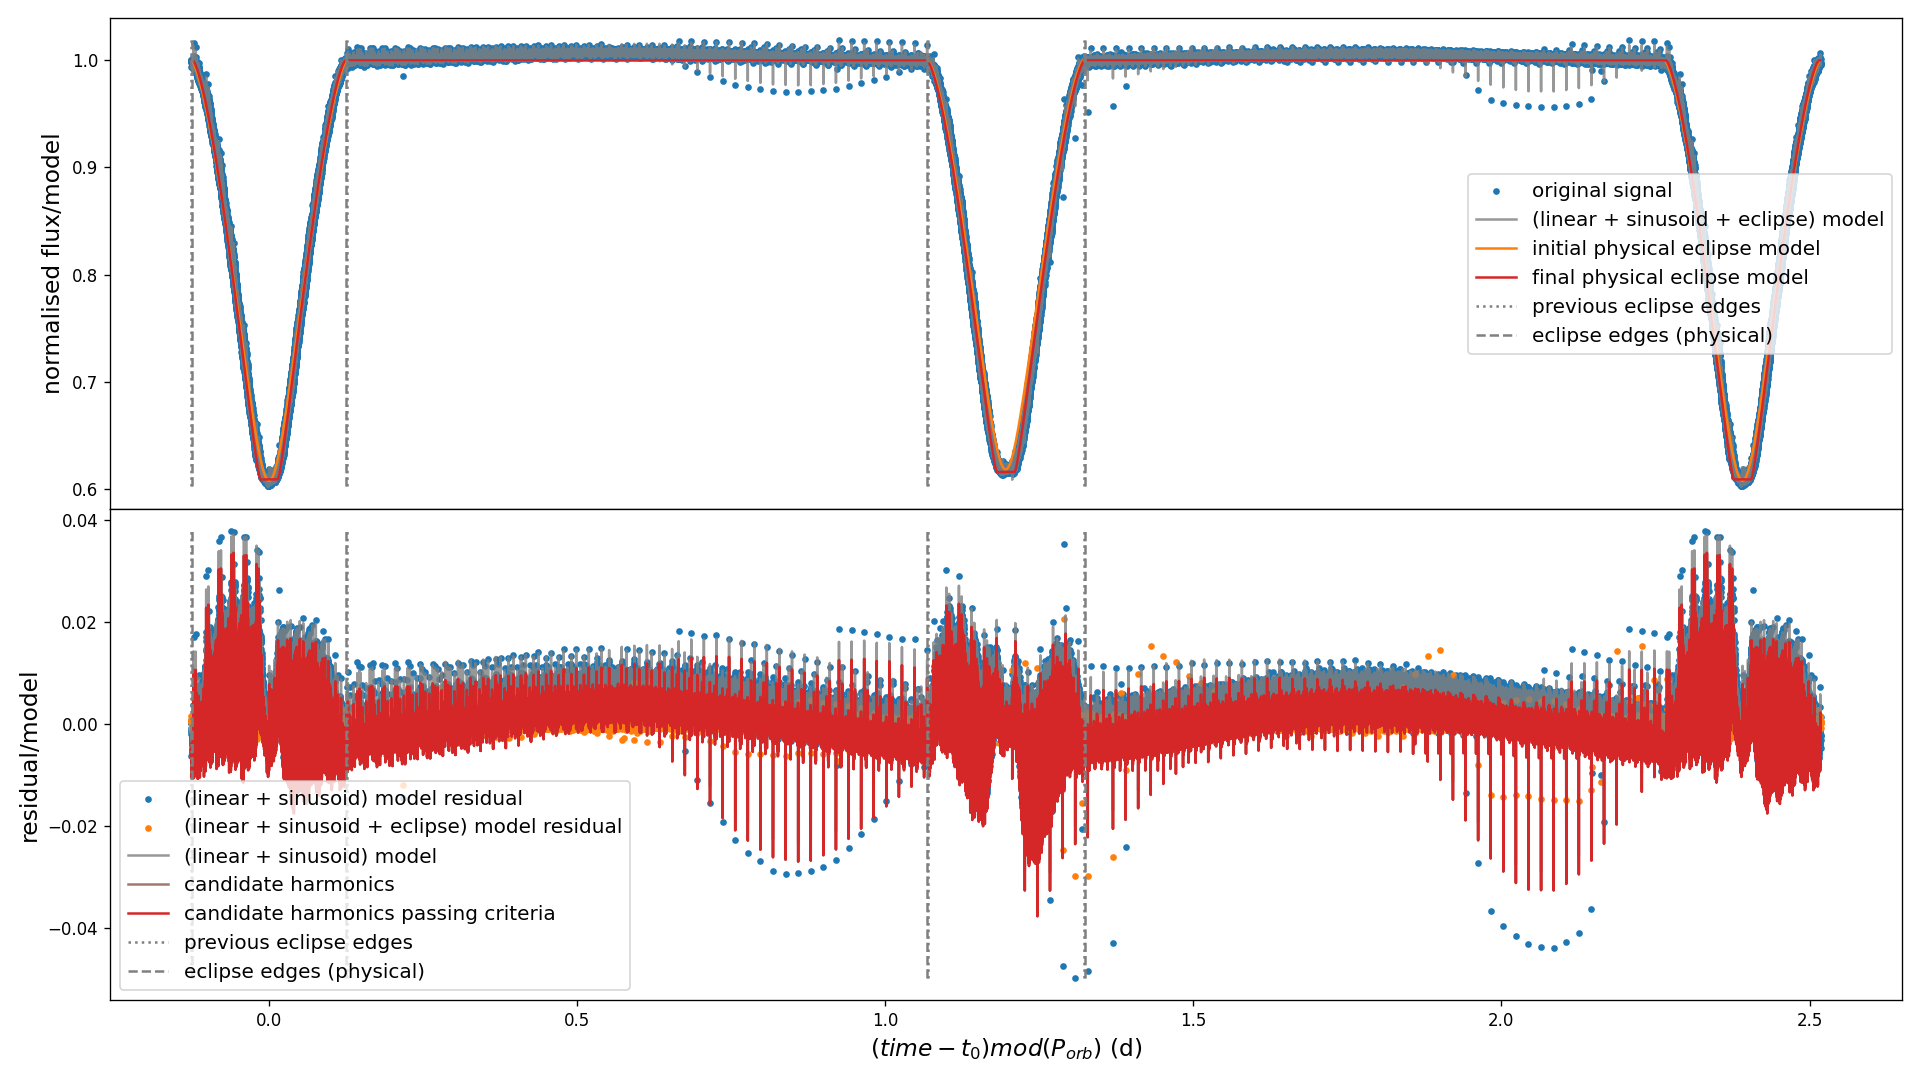 normalised flux/model
1.0
0.9
0.8
0.7
0.6
original signal
(linear + sinusoid + eclipse) model
initial physical eclipse model
final physical eclipse model
previous eclipse edges
eclipse edges (physical)
residual/model
0.04
0.02
0.00
−0.02
−0.04
(linear + sinusoid) model residual
(linear + sinusoid + eclipse) model residual
(linear + sinusoid) model
candidate harmonics
candidate harmonics passing criteria
previous eclipse edges
eclipse edges (physical)
0.0 0.5 1.0 1.5 2.0 2.5
(time − t₀)mod(P_orb) (d)